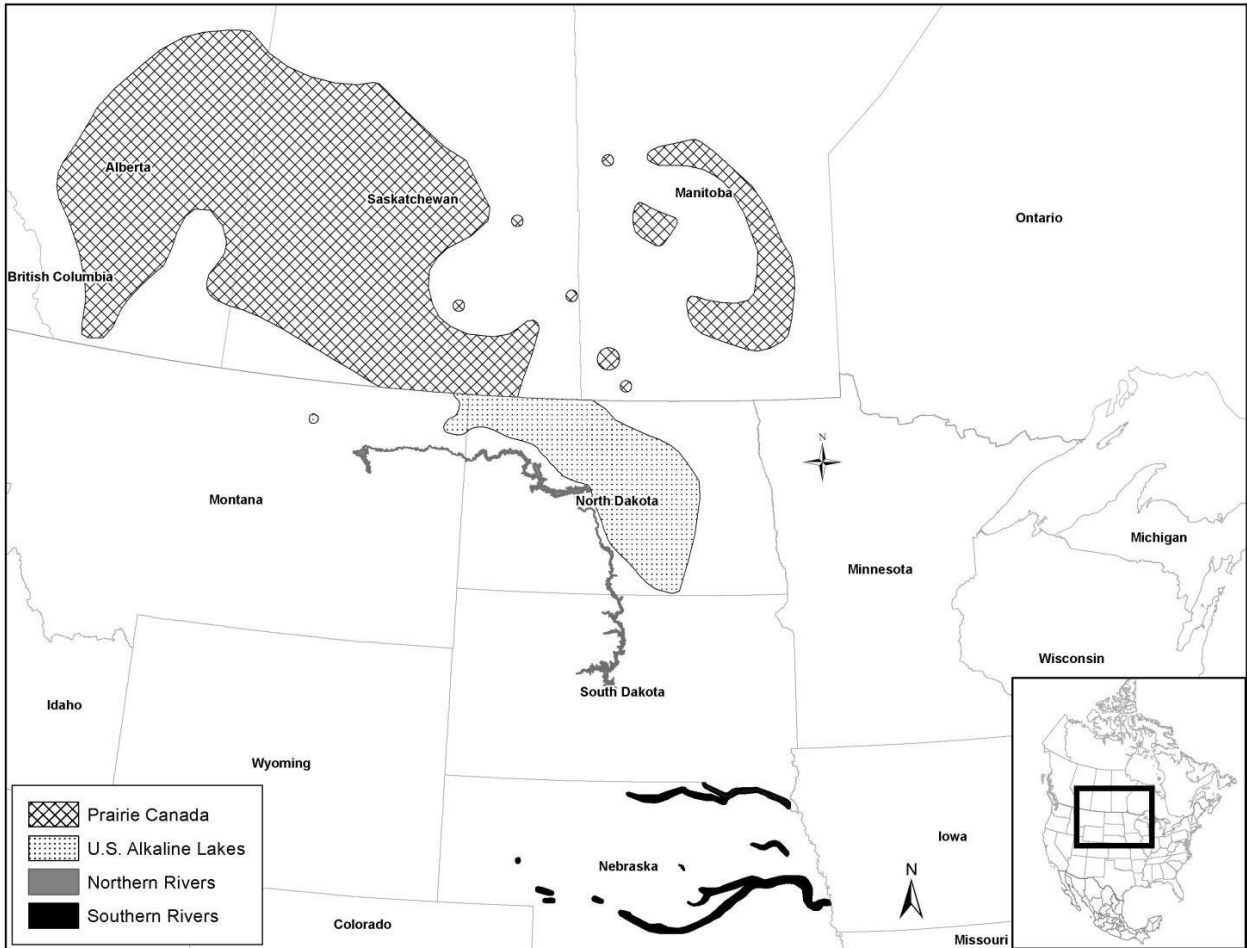 Alberta
Saskatchewan
Manitoba
Ontario
British Columbia
N
Montana
North Dakota
Minnesota
Michigan
Wisconsin
South Dakota
Idaho
Wyoming
Iowa
Nebraska
N
Colorado
Missouri
Prairie Canada
U.S. Alkaline Lakes
Northern Rivers
Southern Rivers